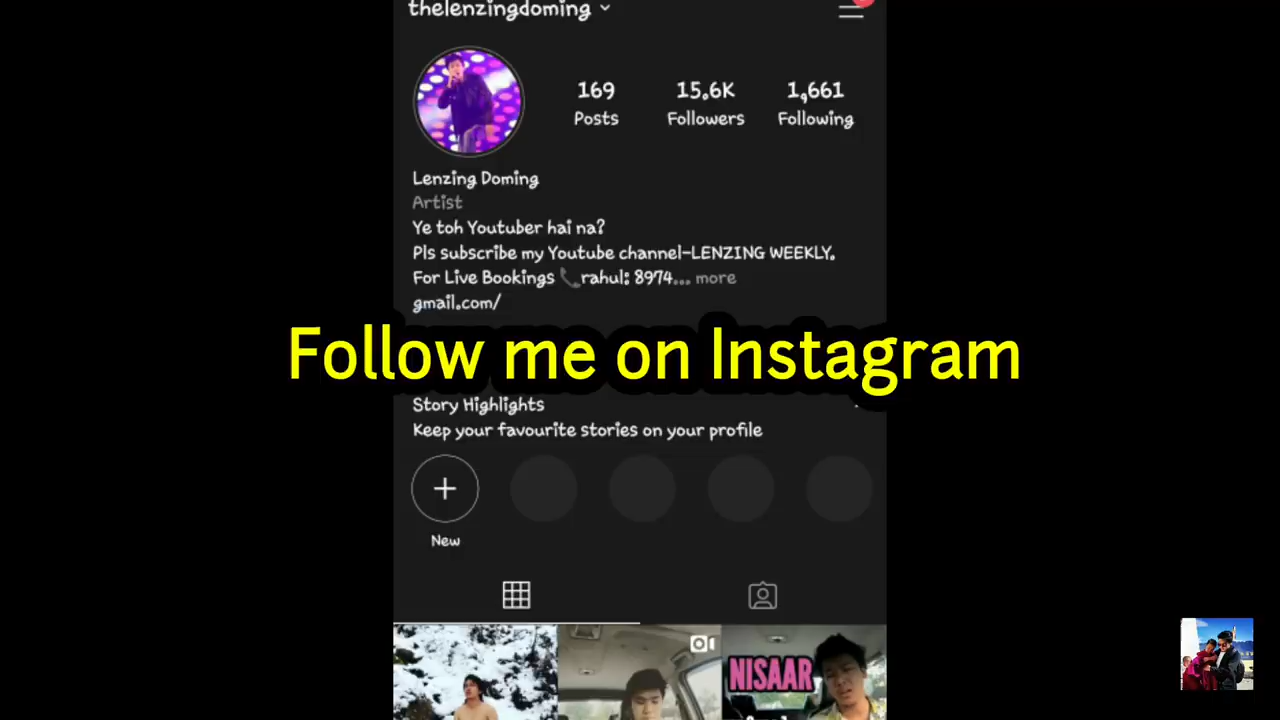 thelenzingdoming
169
15.6K
1,661
Posts
Followers
Following
Lenzing Doming
Artist
Ye toh Youtuber hai na?
Pls subscribe my Youtube channel-LENZING WEEKLY.
For Live Bookings 📞rahul: 8974... more
gmail.com/
Follow me on Instagram
Story Highlights
Keep your favourite stories on your profile
New
NISAAR